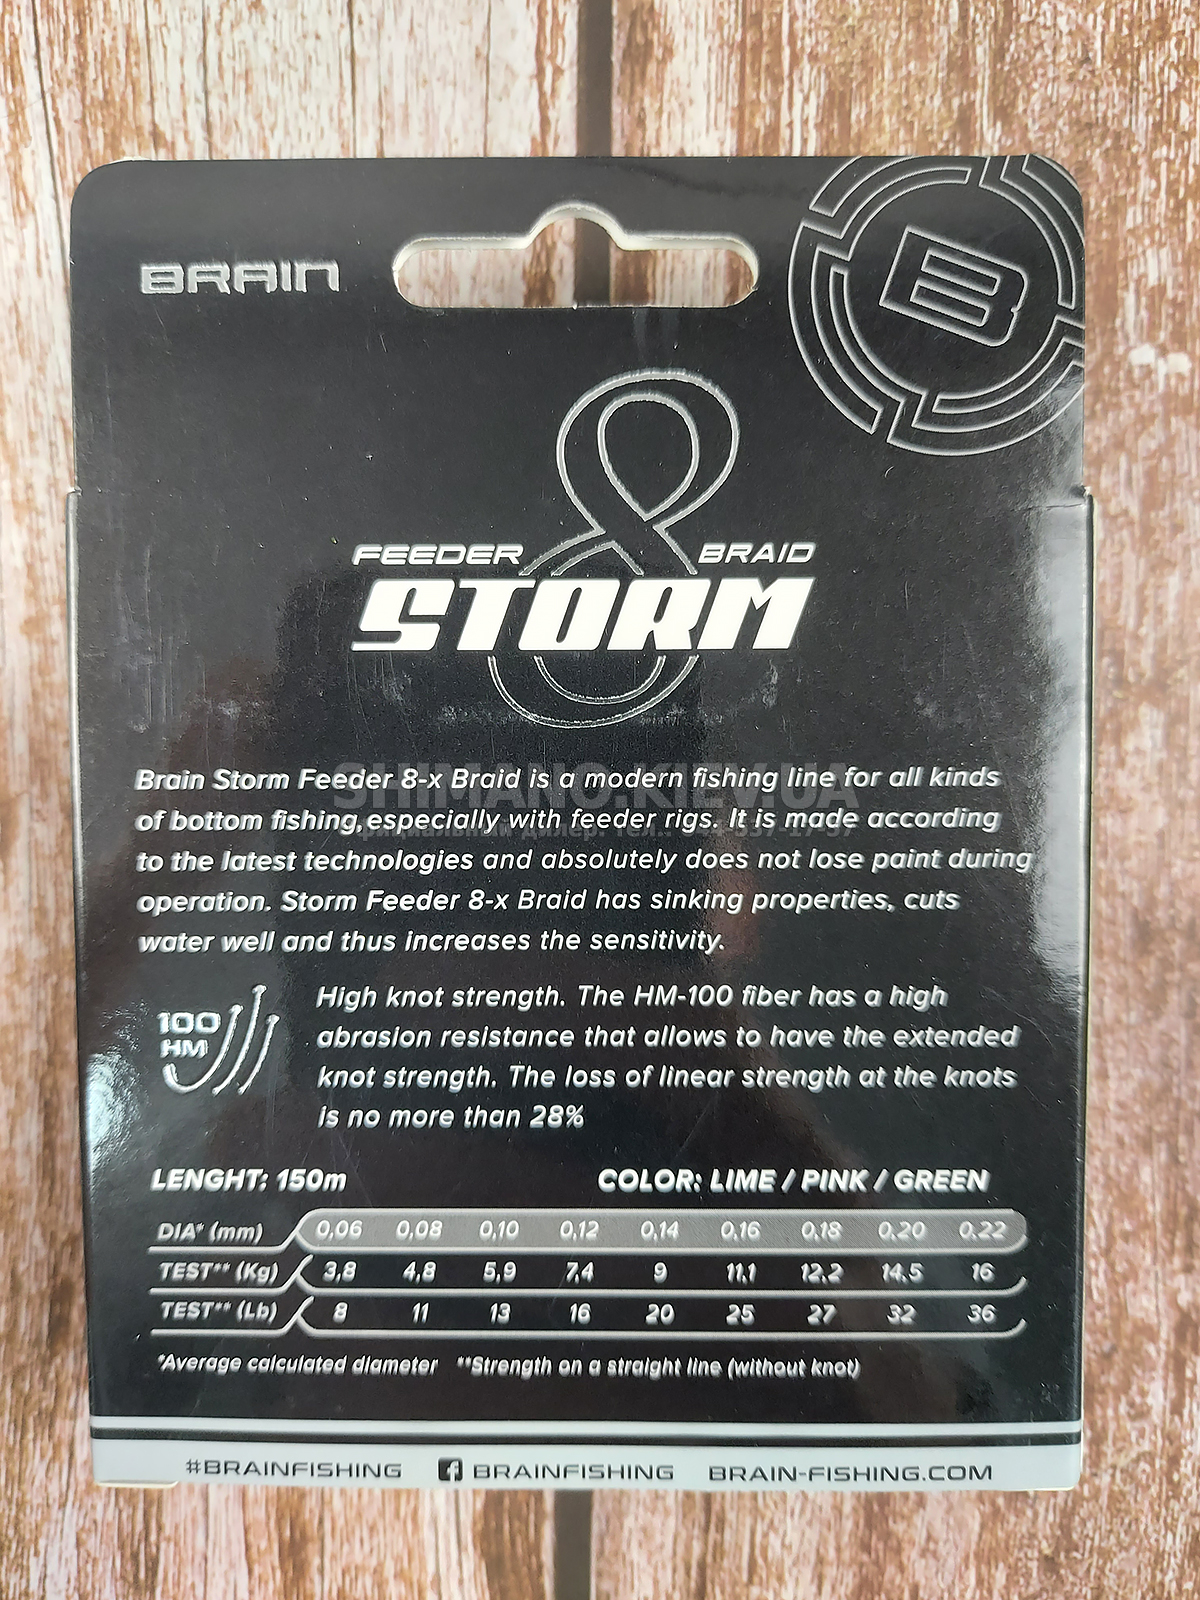 BRAIN
B
8
FEEDER BRAID
STORM
Brain Storm Feeder 8-x Braid is a modern fishing line for all kinds
of bottom fishing,especially with feeder rigs. It is made according
to the latest technologies and absolutely does not lose paint during
operation. Storm Feeder 8-x Braid has sinking properties, cuts
water well and thus increases the sensitivity.
SHIMANO.KIEV.UA
100
HM
High knot strength. The HM-100 fiber has a high
abrasion resistance that allows to have the extended
knot strength. The loss of linear strength at the knots
is no more than 28%
LENGHT: 150m COLOR: LIME / PINK / GREEN
DIA* (mm) 0,06 0,08 0,10 0,12 0,14 0,16 0,18 0,20 0,22
TEST** (Kg) 3,8 4,8 5,9 7,4 9 11,1 12,2 14,5 16
TEST** (Lb) 8 11 13 16 20 25 27 32 36
*Average calculated diameter **Strength on a straight line (without knot)
#BRAINFISHING f BRAINFISHING BRAIN-FISHING.COM